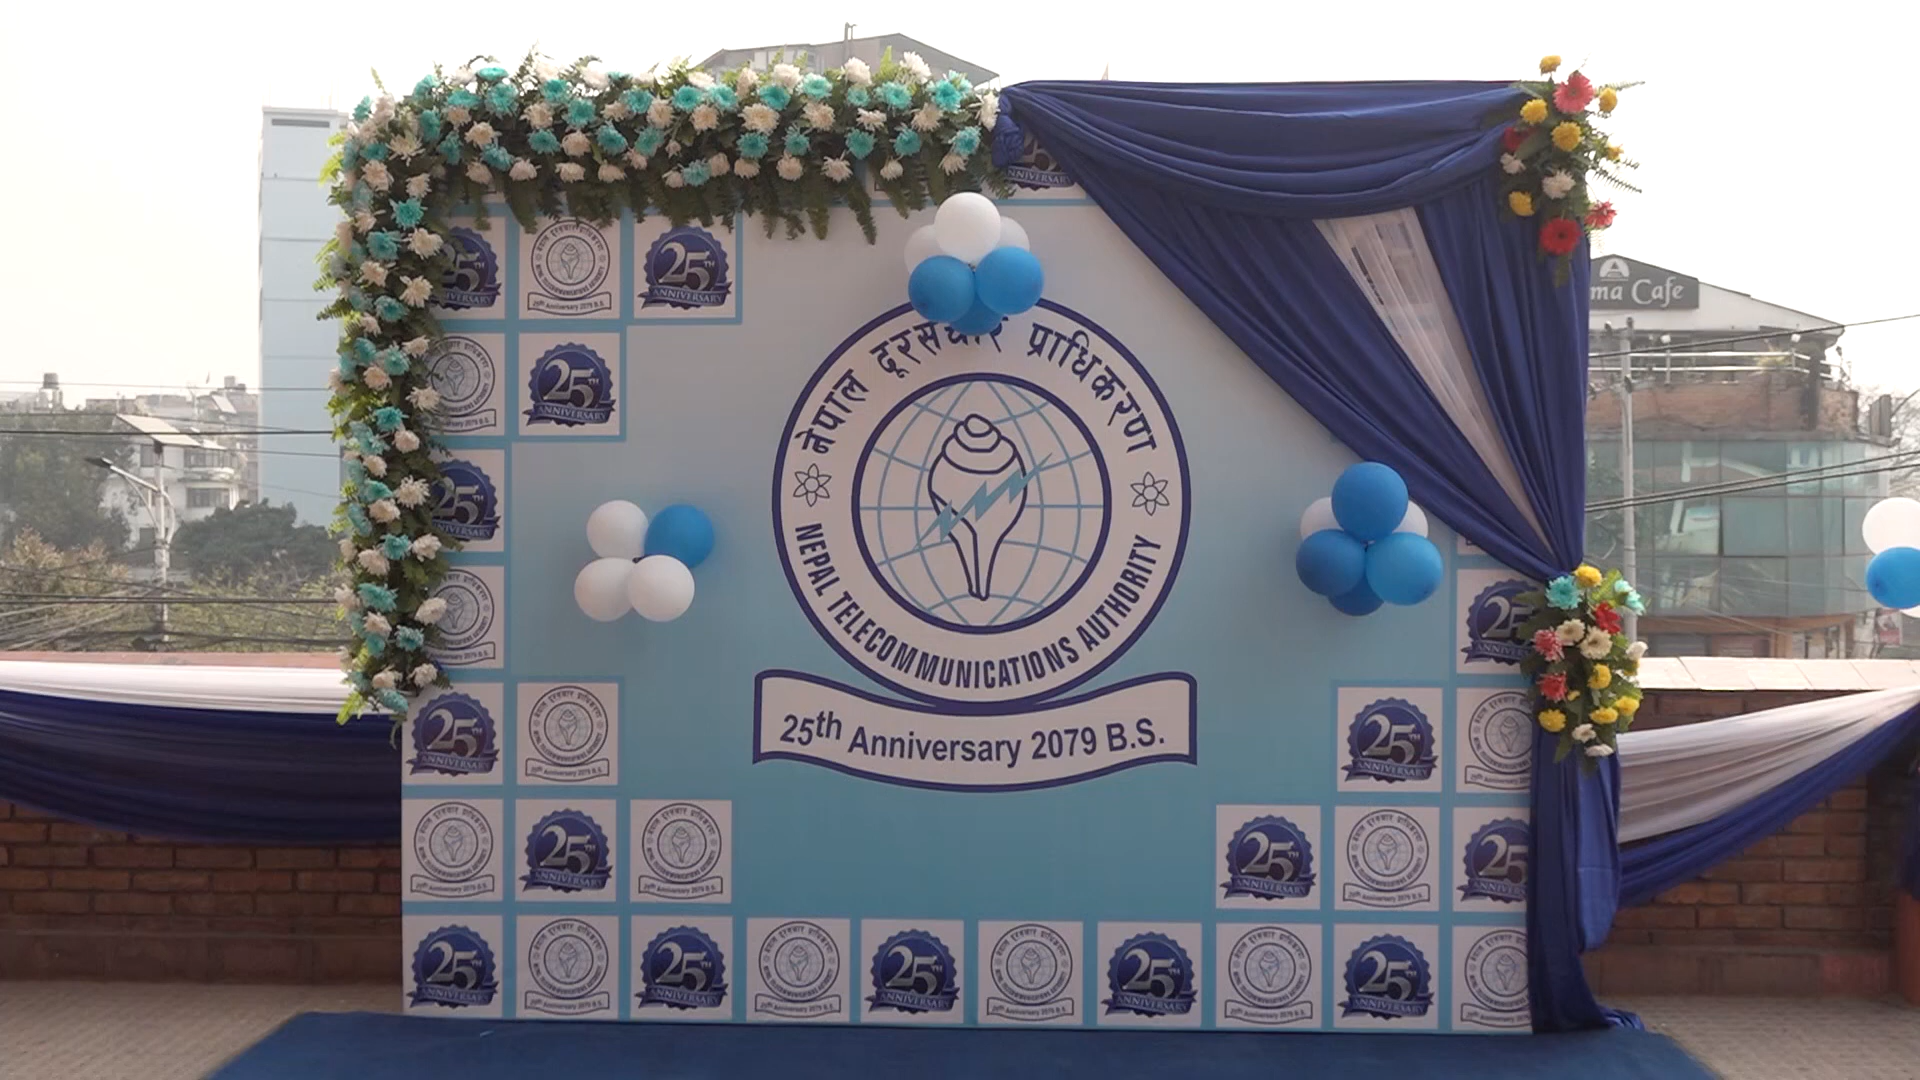 नेपाल दूरसंचार प्राधिकरण
NEPAL TELECOMMUNICATIONS AUTHORITY
25th Anniversary 2079 B.S.
25TH
ANNIVERSARY
ma Cafe